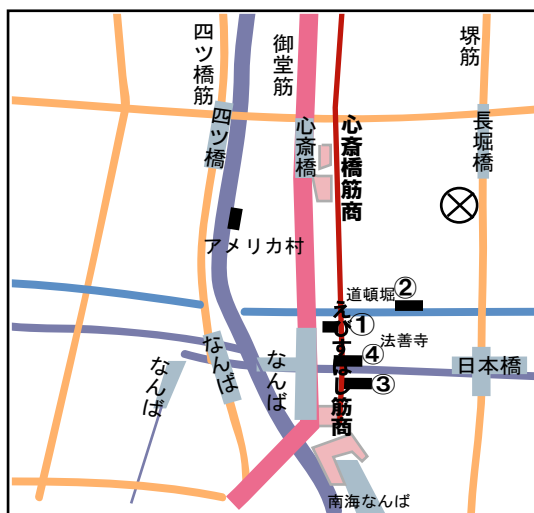 四ツ橋筋
御堂筋
堺筋
四ツ橋
心斎橋
心斎橋筋商
長堀橋
アメリカ村
道頓堀
②
えびすばし筋商
①
法善寺
④
③
なんば
なんば
なんば
日本橋
南海なんば